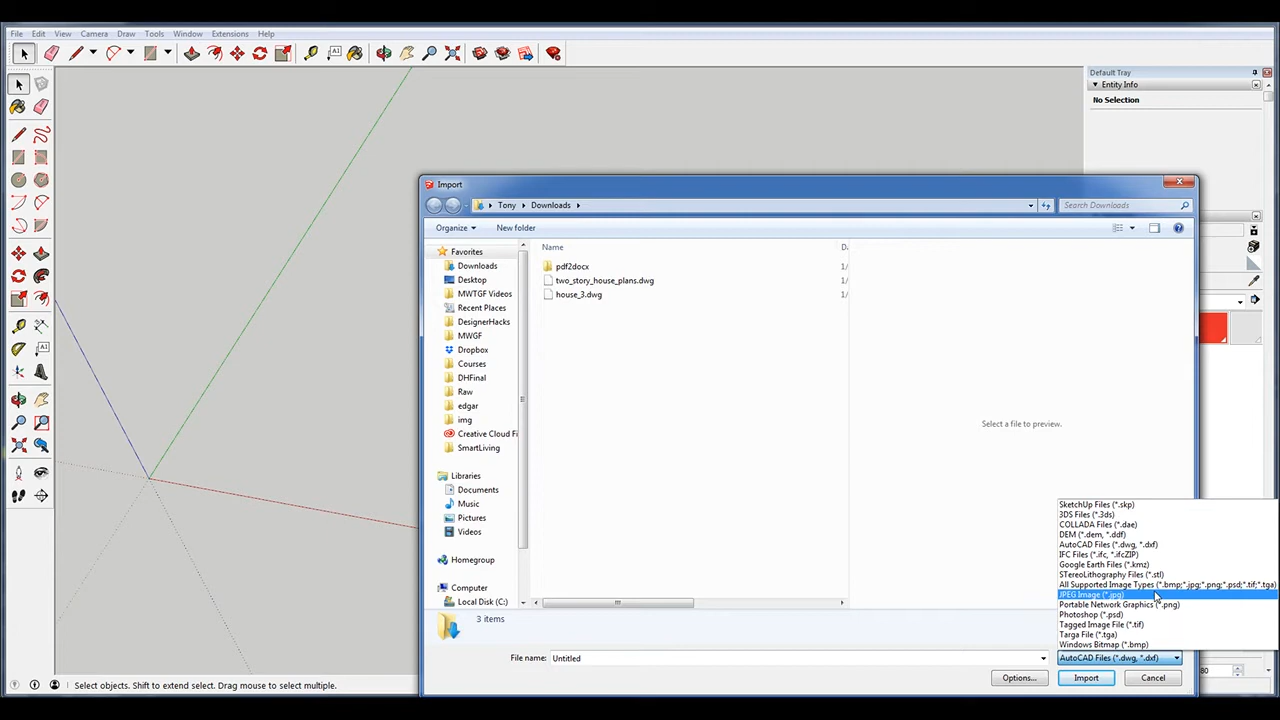 File Edit View Camera Draw Tools Window Extensions Help
Default Tray
Entity Info
No Selection
Import
Tony Downloads
Search Downloads
Organize New folder
Favorites
Downloads
Desktop
MWTGF Videos
Recent Places
DesignerHacks
MWGF
Dropbox
Courses
DHFinal
Raw
edgar
img
Creative Cloud Fi
SmartLiving
Libraries
Documents
Music
Pictures
Videos
Homegroup
Computer
Local Disk (C:)
Name
pdf2docx 1/
two_story_house_plans.dwg 1/
house_3.dwg 1/
Select a file to preview.
SketchUp Files (*.skp)
3DS Files (*.3ds)
COLLADA Files (*.dae)
DEM (*.dem, *.ddf)
AutoCAD Files (*.dwg, *.dxf)
IFC Files (*.ifc, *.ifcZIP)
Google Earth Files (*.kmz)
STereoLithography Files (*.stl)
All Supported Image Types (*.bmp;*.jpg;*.png;*.psd;*.tif;*.tga)
JPEG Image (*.jpg)
Portable Network Graphics (*.png)
Photoshop (*.psd)
Tagged Image File (*.tif)
Targa File (*.tga)
Windows Bitmap (*.bmp)
3 items
File name: Untitled AutoCAD Files (*.dwg, *.dxf)
Options... Import Cancel
Select objects. Shift to extend select. Drag mouse to select multiple.
80